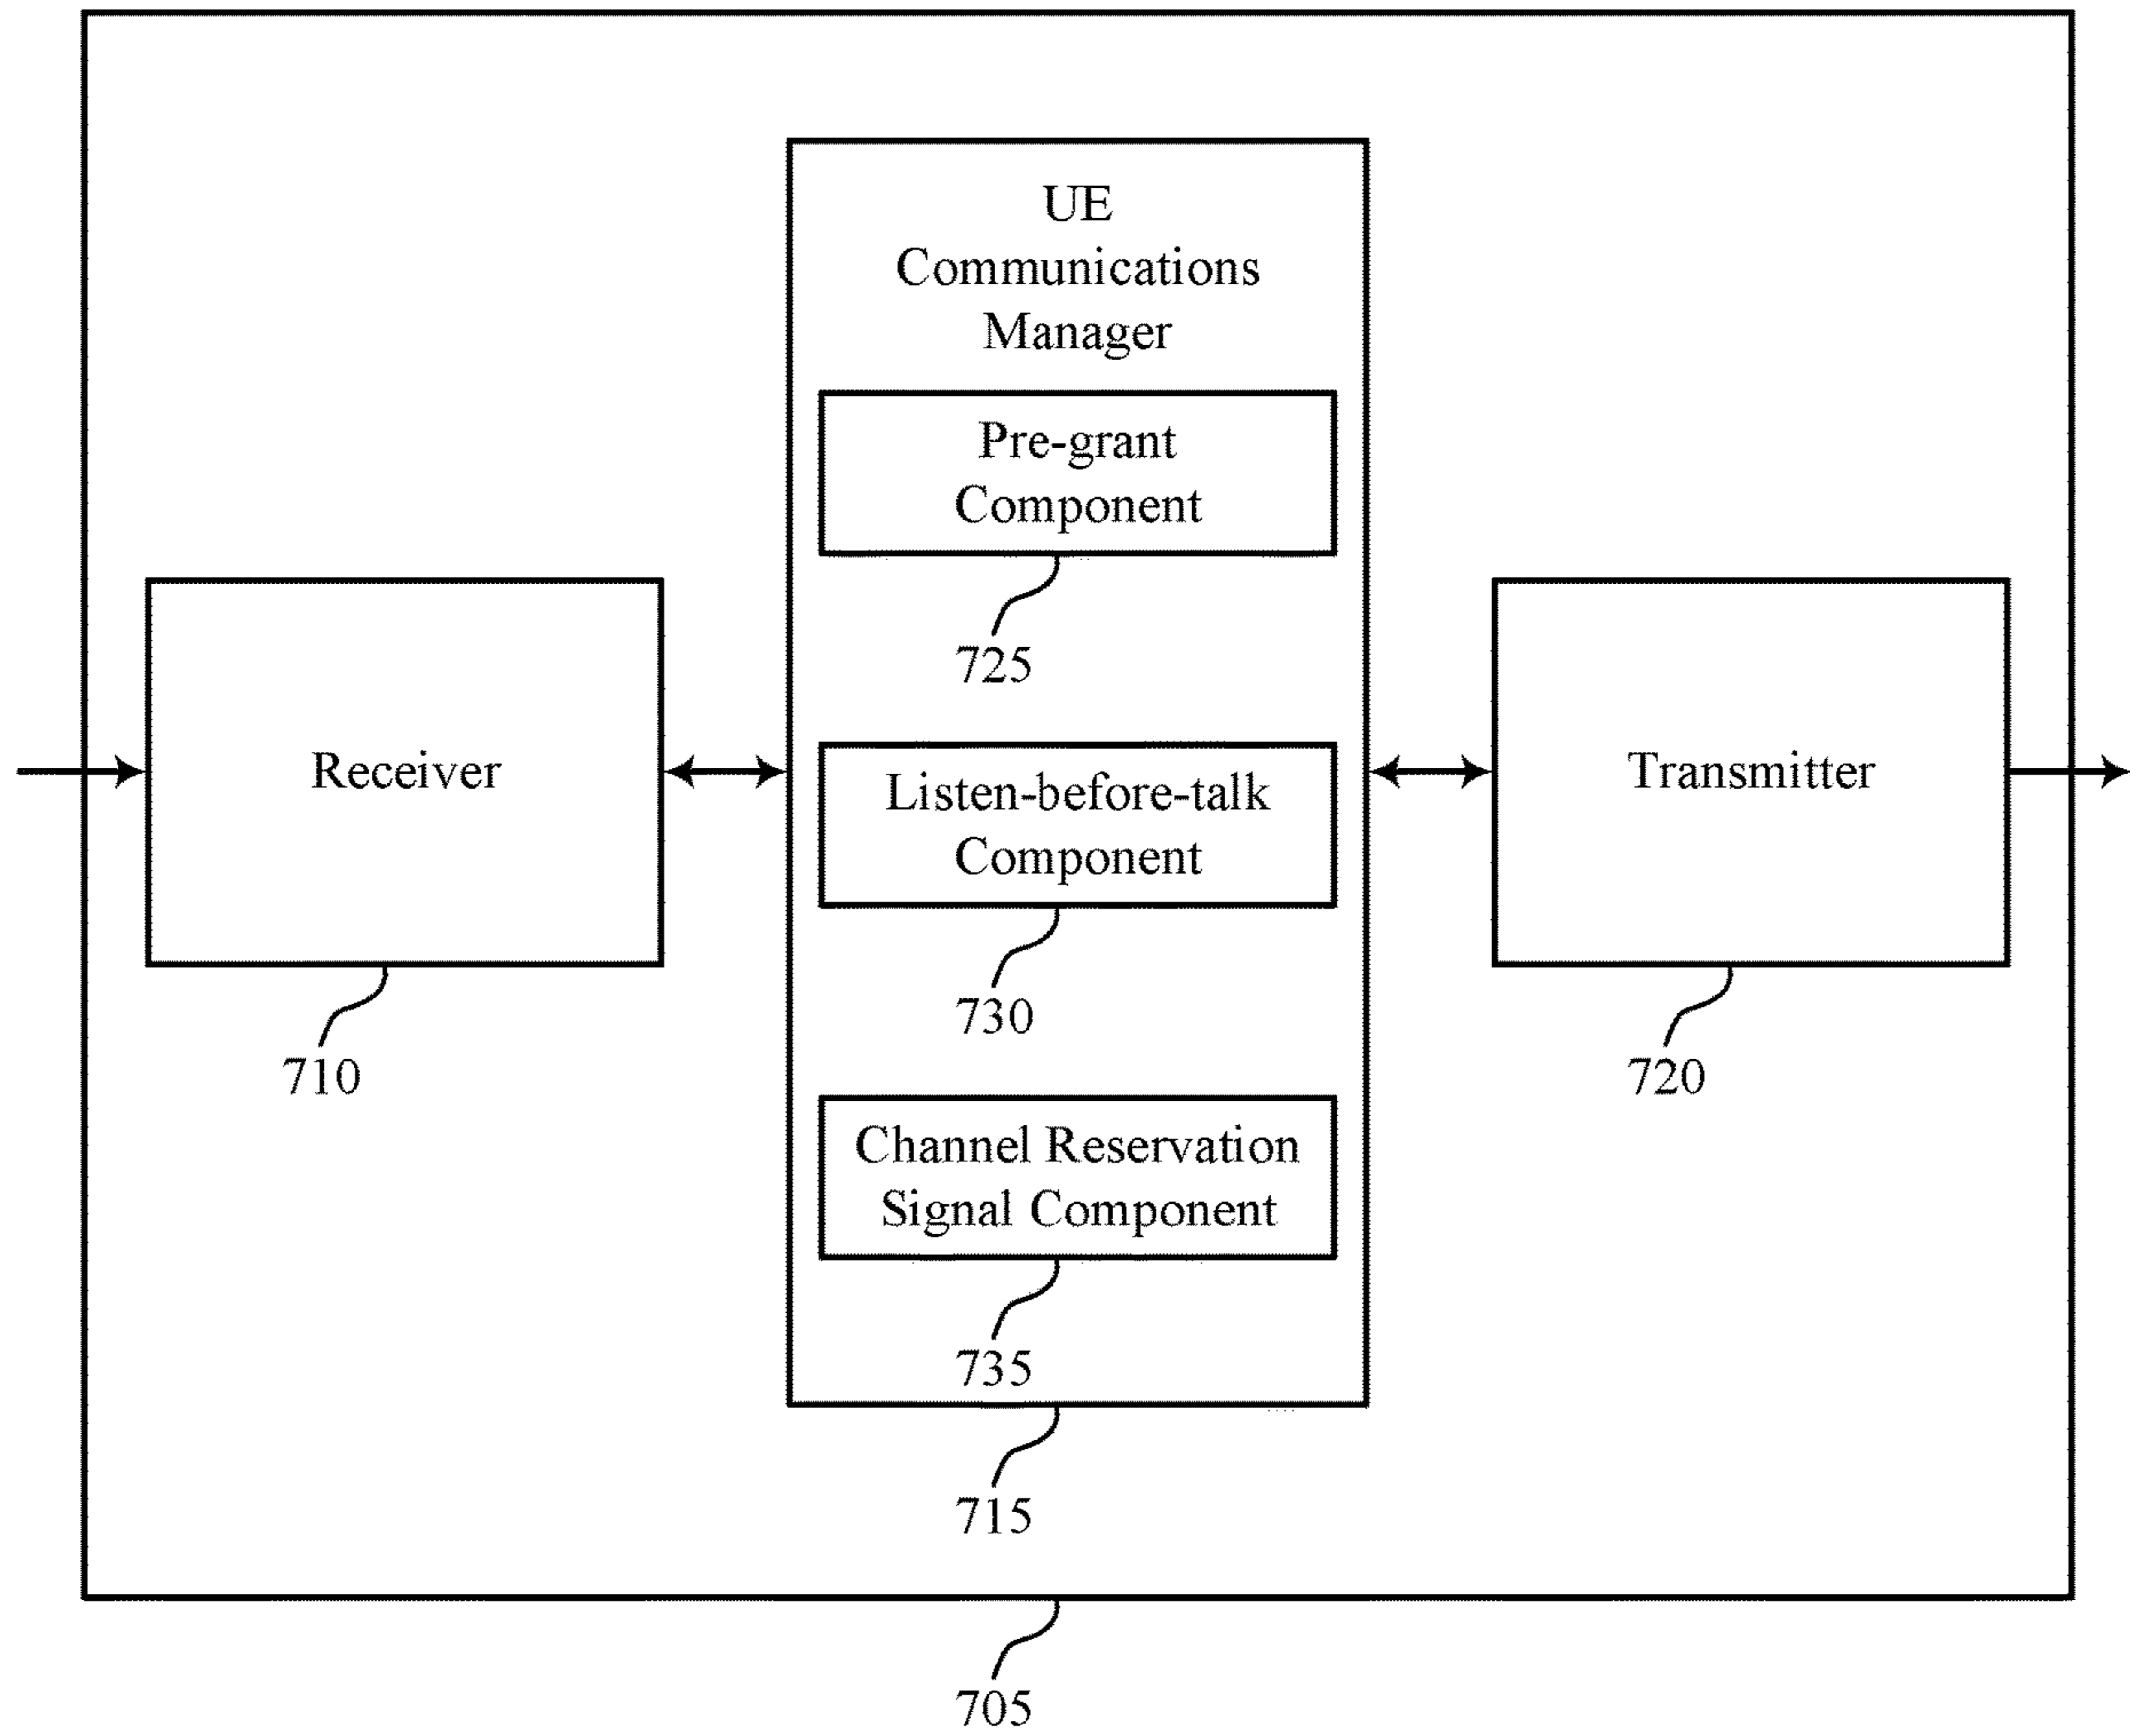 UE
Communications
Manager
Pre-grant
Component
725
Receiver
710
Listen-before-talk
Component
730
Transmitter
720
Channel Reservation
Signal Component
735
715
705